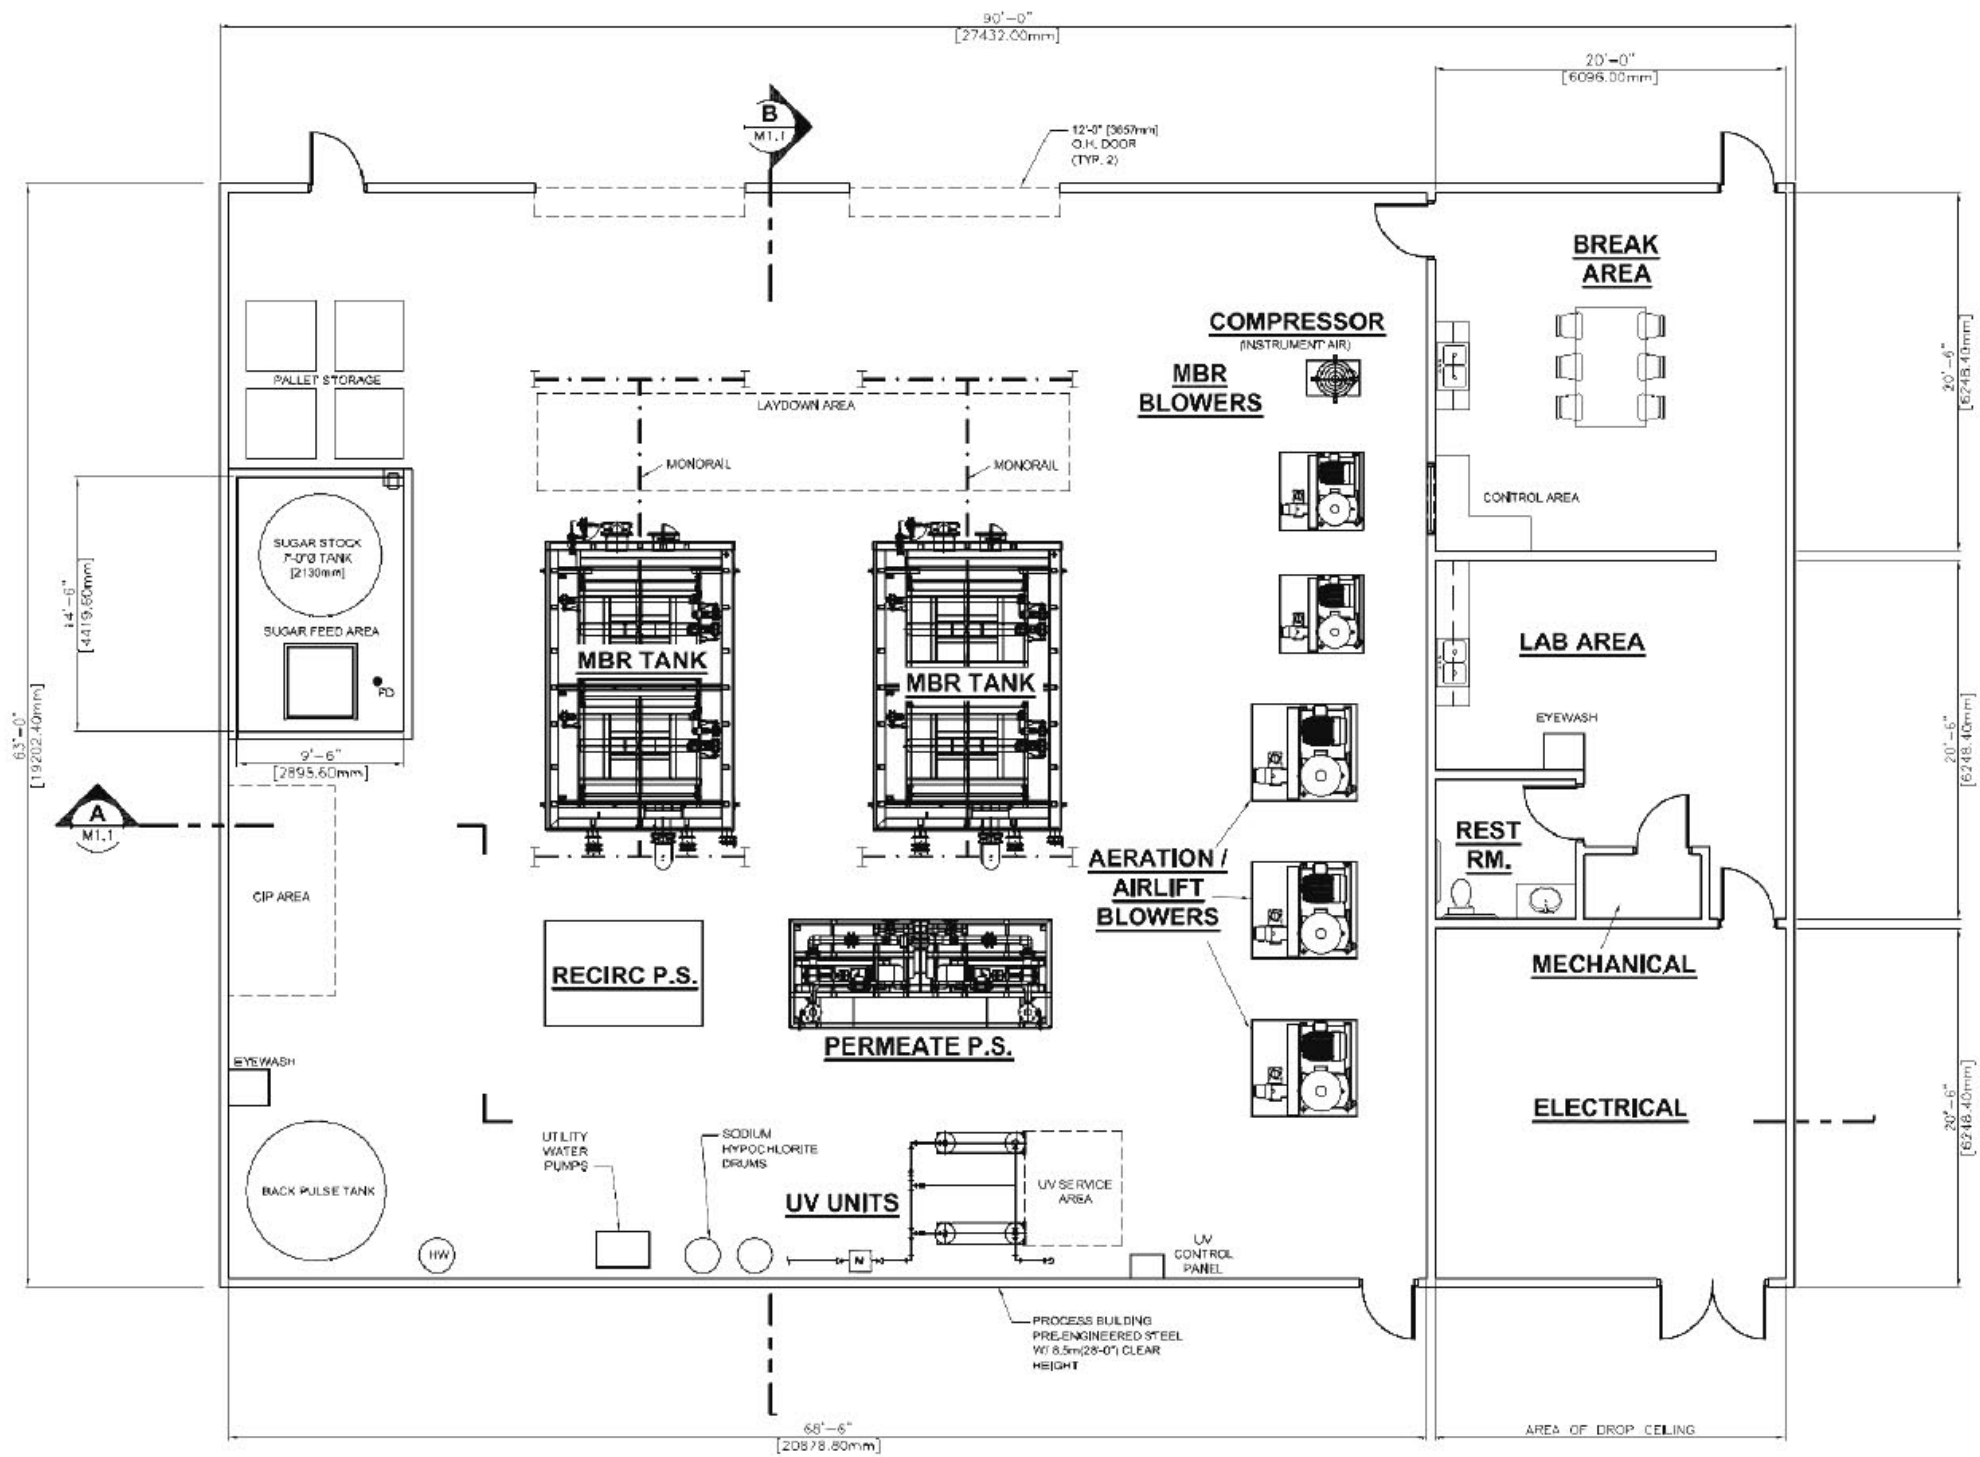 90'-0"
[27432.00mm]
20'-0"
[6096.00mm]
B
M1.1
12'-0" [3657mm]
O.H. DOOR
(TYP. 2)
BREAK
AREA
COMPRESSOR
(INSTRUMENT AIR)
MBR
BLOWERS
20'-6"
[6248.40mm]
PALLET STORAGE
LAYDOWN AREA
MONORAIL
MONORAIL
CONTROL AREA
SUGAR STOCK
7'-0"Ø TANK
[2130mm]
SUGAR FEED AREA
FD
14'-6"
[4419.60mm]
MBR TANK
MBR TANK
LAB AREA
EYEWASH
20'-6"
[6248.40mm]
63'-0"
[19202.40mm]
9'-6"
[2895.60mm]
A
M1.1
REST
RM.
CIP AREA
AERATION /
AIRLIFT
BLOWERS
RECIRC P.S.
PERMEATE P.S.
MECHANICAL
EYEWASH
ELECTRICAL
20'-6"
[6248.40mm]
UTILITY
WATER
PUMPS
SODIUM
HYPOCHLORITE
DRUMS
BACK PULSE TANK
UV UNITS
UV SERVICE
AREA
HW
M
UV
CONTROL
PANEL
PROCESS BUILDING
PRE-ENGINEERED STEEL
W/ 8.5m(28'-0") CLEAR
HEIGHT
68'-6"
[20878.80mm]
AREA OF DROP CEILING